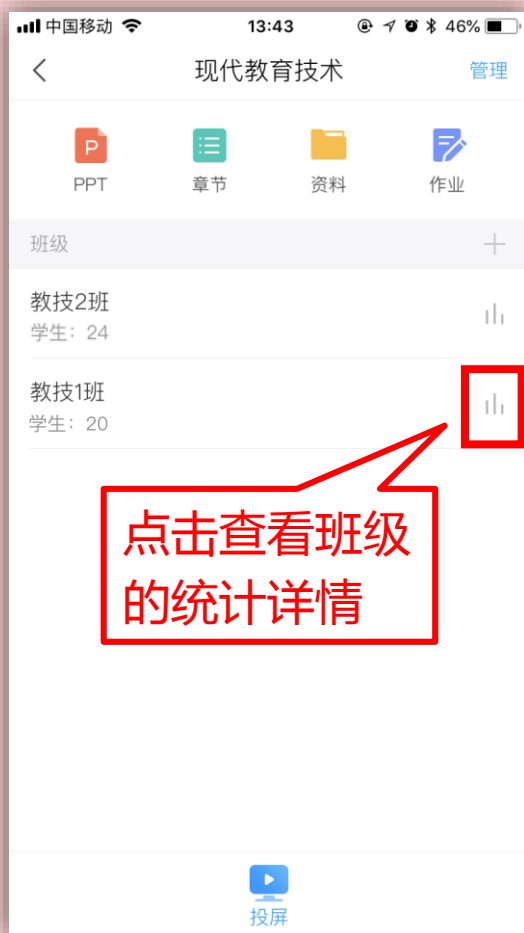 中国移动 13:43 46%
现代教育技术 管理
P
PPT 章节 资料 作业
班级
教技2班
学生：24
教技1班
学生：20
点击查看班级
的统计详情
投屏